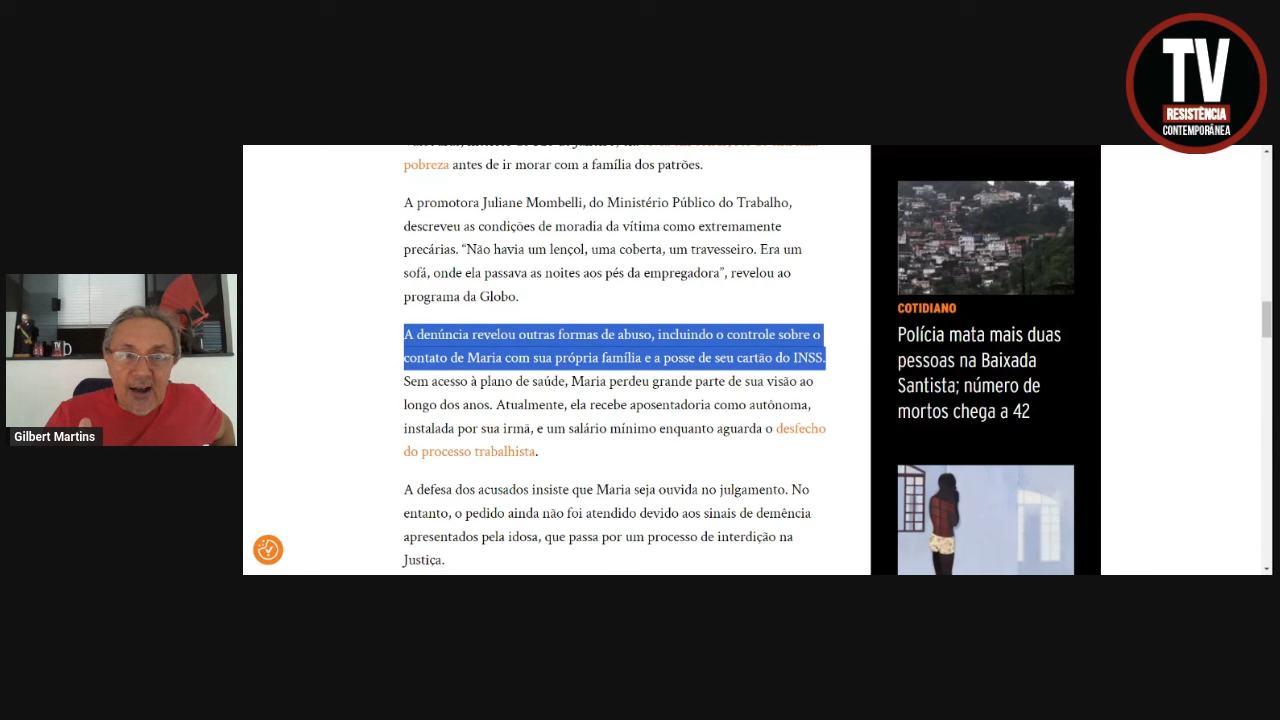 TV
RESISTÊNCIA
CONTEMPORÂNEA
pobreza antes de ir morar com a família dos patrões.
A promotora Juliane Mombelli, do Ministério Público do Trabalho,
descreveu as condições de moradia da vítima como extremamente
precárias. “Não havia um lençol, uma coberta, um travesseiro. Era um
sofá, onde ela passava as noites aos pés da empregadora”, revelou ao
programa da Globo.
A denúncia revelou outras formas de abuso, incluindo o controle sobre o
contato de Maria com sua própria família e a posse de seu cartão do INSS.
Sem acesso à plano de saúde, Maria perdeu grande parte de sua visão ao
longo dos anos. Atualmente, ela recebe aposentadoria como autônoma,
instalada por sua irmã, e um salário mínimo enquanto aguarda o desfecho
do processo trabalhista.
A defesa dos acusados insiste que Maria seja ouvida no julgamento. No
entanto, o pedido ainda não foi atendido devido aos sinais de demência
apresentados pela idosa, que passa por um processo de interdição na
Justiça.
COTIDIANO
Polícia mata mais duas
pessoas na Baixada
Santista; número de
mortos chega a 42
Gilbert Martins